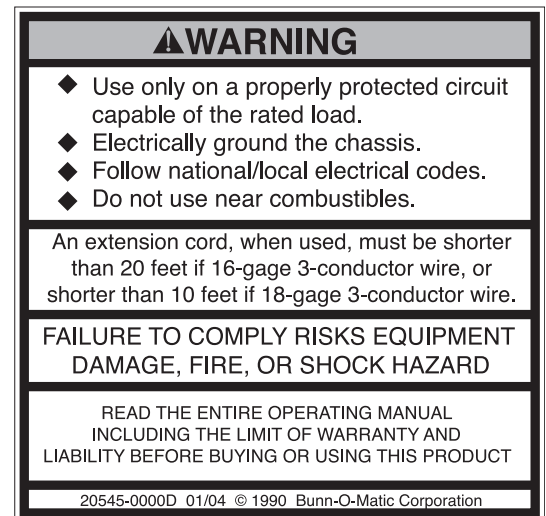 ⚠WARNING
◆ Use only on a properly protected circuit
capable of the rated load.
◆ Electrically ground the chassis.
◆ Follow national/local electrical codes.
◆ Do not use near combustibles.
An extension cord, when used, must be shorter
than 20 feet if 16-gage 3-conductor wire, or
shorter than 10 feet if 18-gage 3-conductor wire.
FAILURE TO COMPLY RISKS EQUIPMENT
DAMAGE, FIRE, OR SHOCK HAZARD
READ THE ENTIRE OPERATING MANUAL
INCLUDING THE LIMIT OF WARRANTY AND
LIABILITY BEFORE BUYING OR USING THIS PRODUCT
20545-0000D 01/04 © 1990 Bunn-O-Matic Corporation